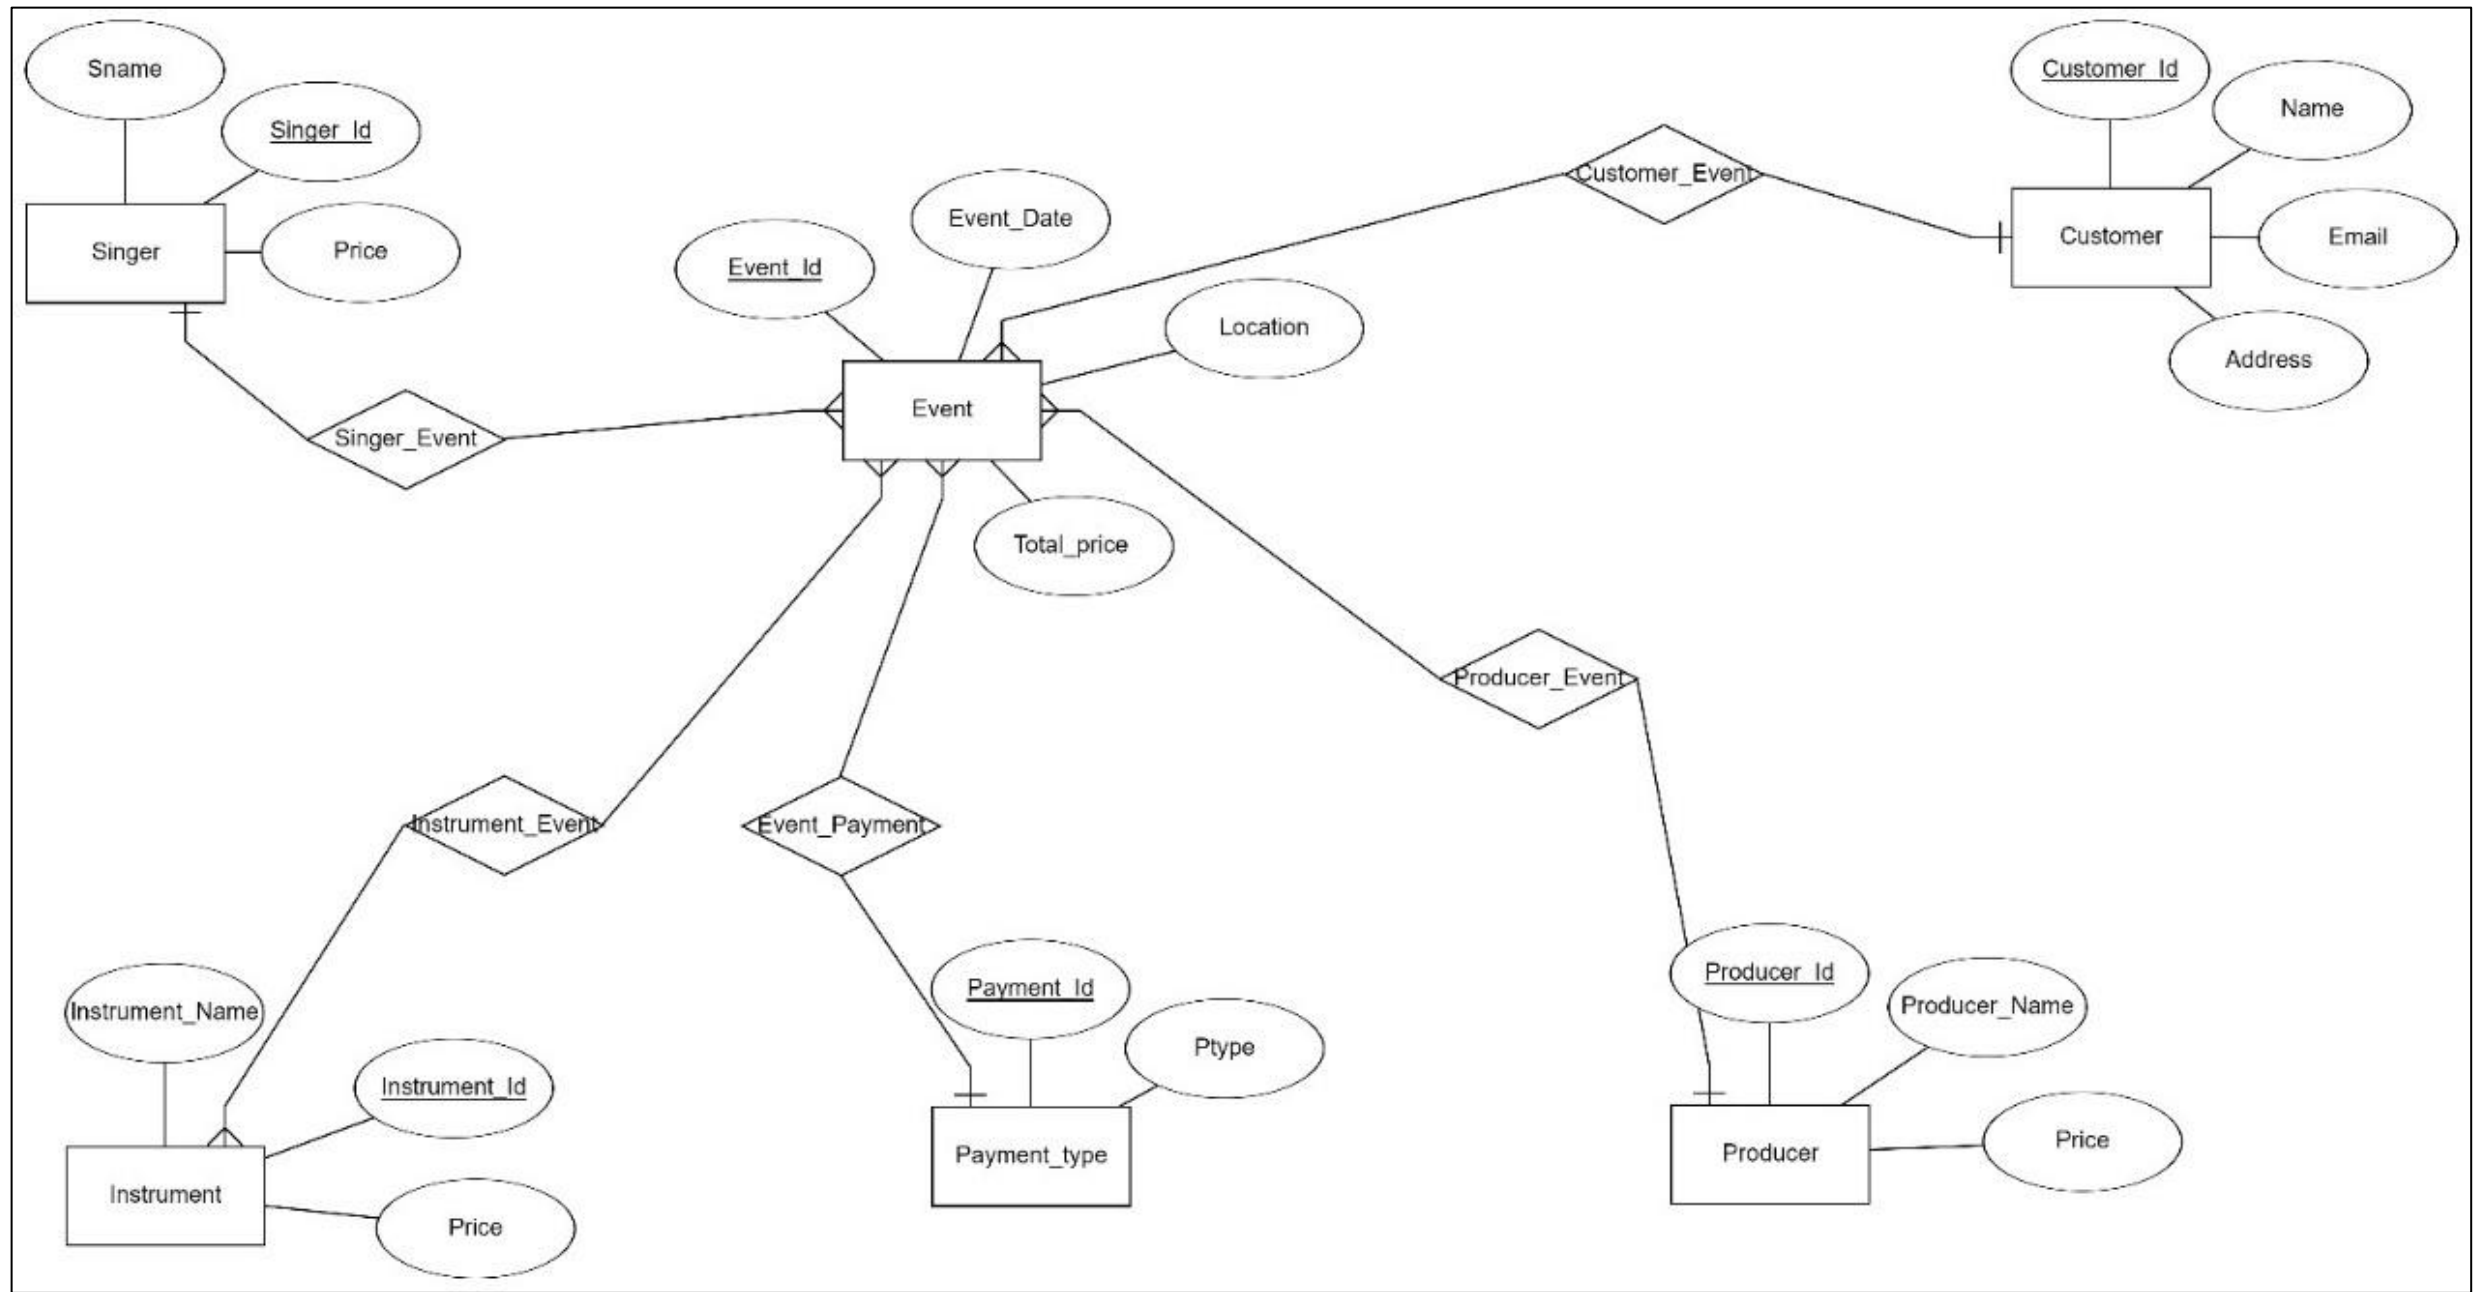 Sname
Customer_Id
Name
Singer_Id
Customer_Event
Event_Date
Customer
Email
Singer
Price
Event_Id
Location
Address
Event
Singer_Event
Total_price
Producer_Event
Instrument_Event
Event_Payment
Producer_Id
Payment_Id
Producer_Name
Instrument_Name
Ptype
Instrument_Id
Price
Payment_type
Producer
Instrument
Price